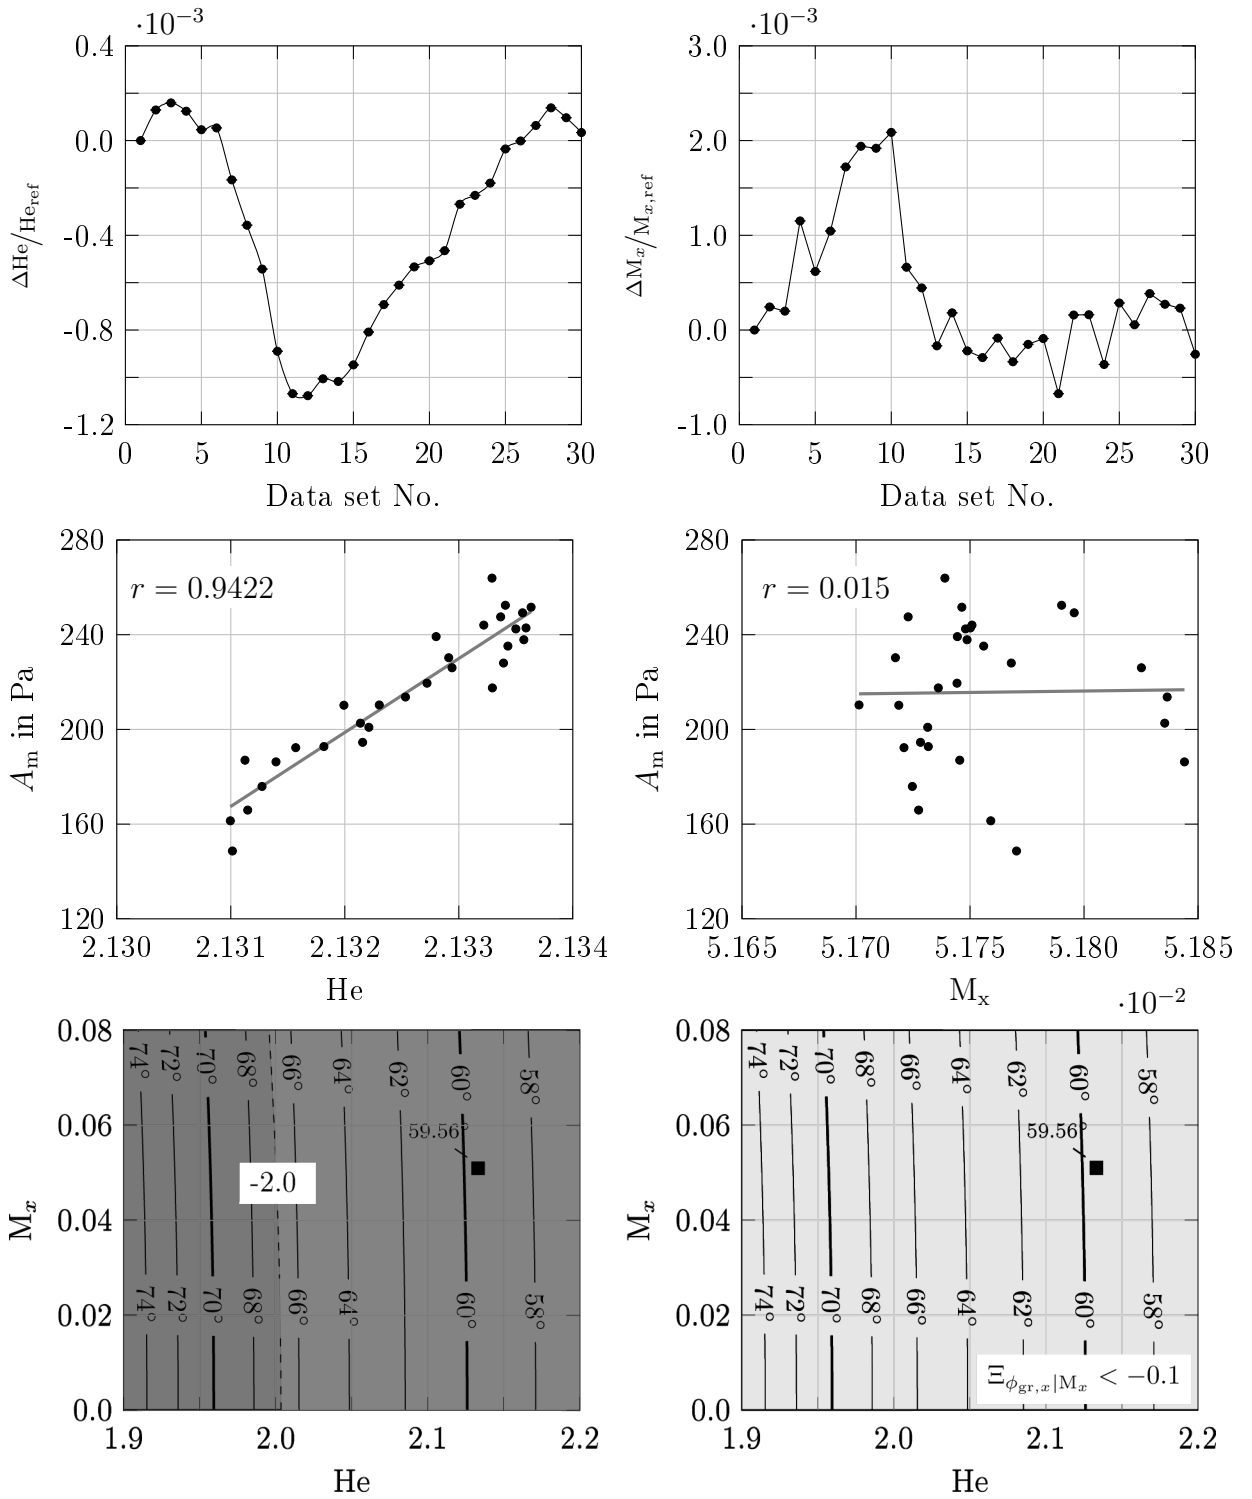 ·10⁻³
0.4
0.0
-0.4
-0.8
-1.2
ΔHe/He_ref
0 5 10 15 20 25 30
Data set No.
·10⁻³
3.0
2.0
1.0
0.0
-1.0
ΔM_x/M_x,ref
0 5 10 15 20 25 30
Data set No.
280
240
200
160
120
A_m in Pa
r = 0.9422
2.130 2.131 2.132 2.133 2.134
He
280
240
200
160
120
A_m in Pa
r = 0.015
5.165 5.170 5.175 5.180 5.185
M_x
·10⁻²
0.08
0.06
0.04
0.02
0.0
M_x
74° 72° 70° 68° 66° 64° 62° 60° 58°
59.56°
-2.0
74° 72° 70° 68° 66° 64° 60° 58°
1.9 2.0 2.1 2.2
He
0.08
0.06
0.04
0.02
0.0
M_x
74° 72° 70° 68° 66° 64° 62° 60° 58°
59.56°
74° 72° 70° 68° 66° 64° 62° 60° 58°
Ξ_ϕgr,x|M_x < −0.1
1.9 2.0 2.1 2.2
He